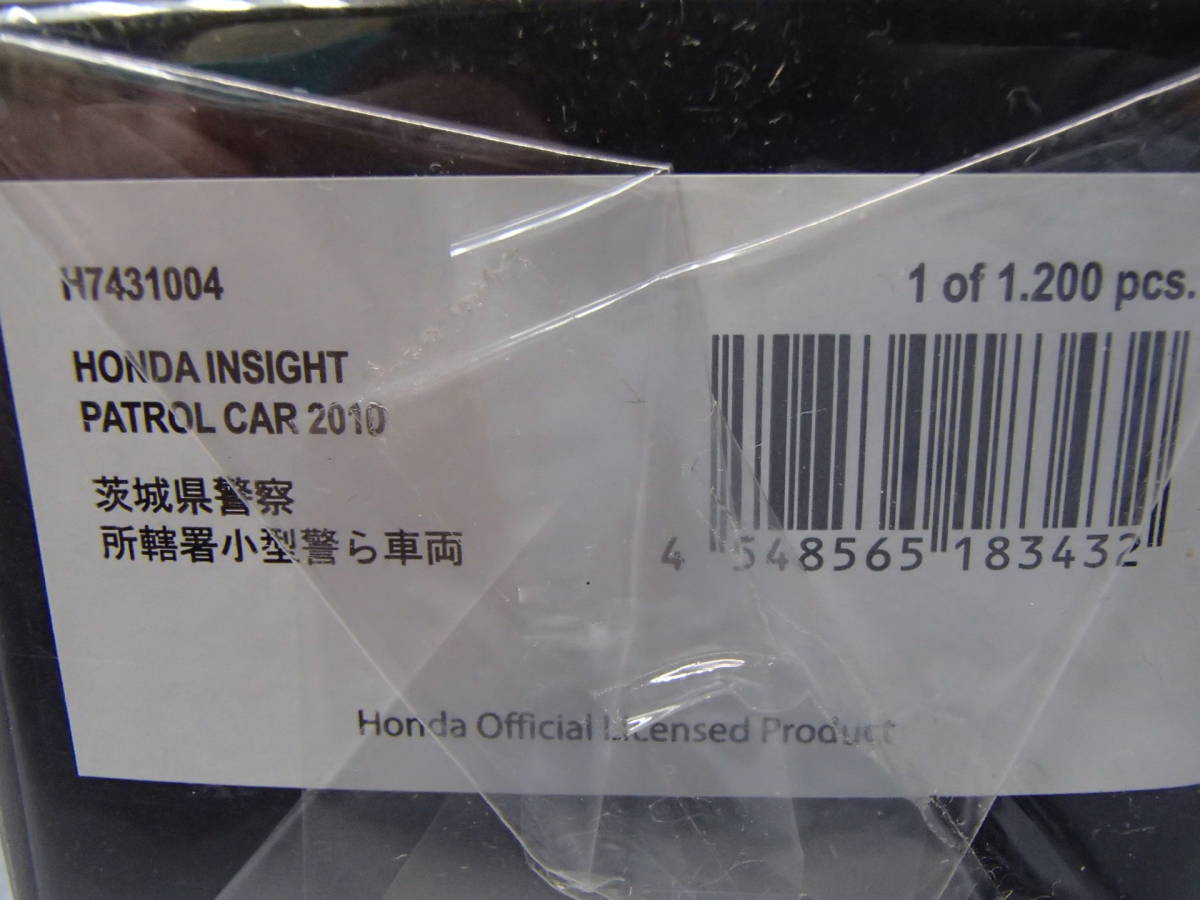 H7431004
1 of 1.200 pcs.
HONDA INSIGHT
PATROL CAR 2010
茨城県警察
所轄署小型警ら車両
4 548565 183432
Honda Official Licensed Product